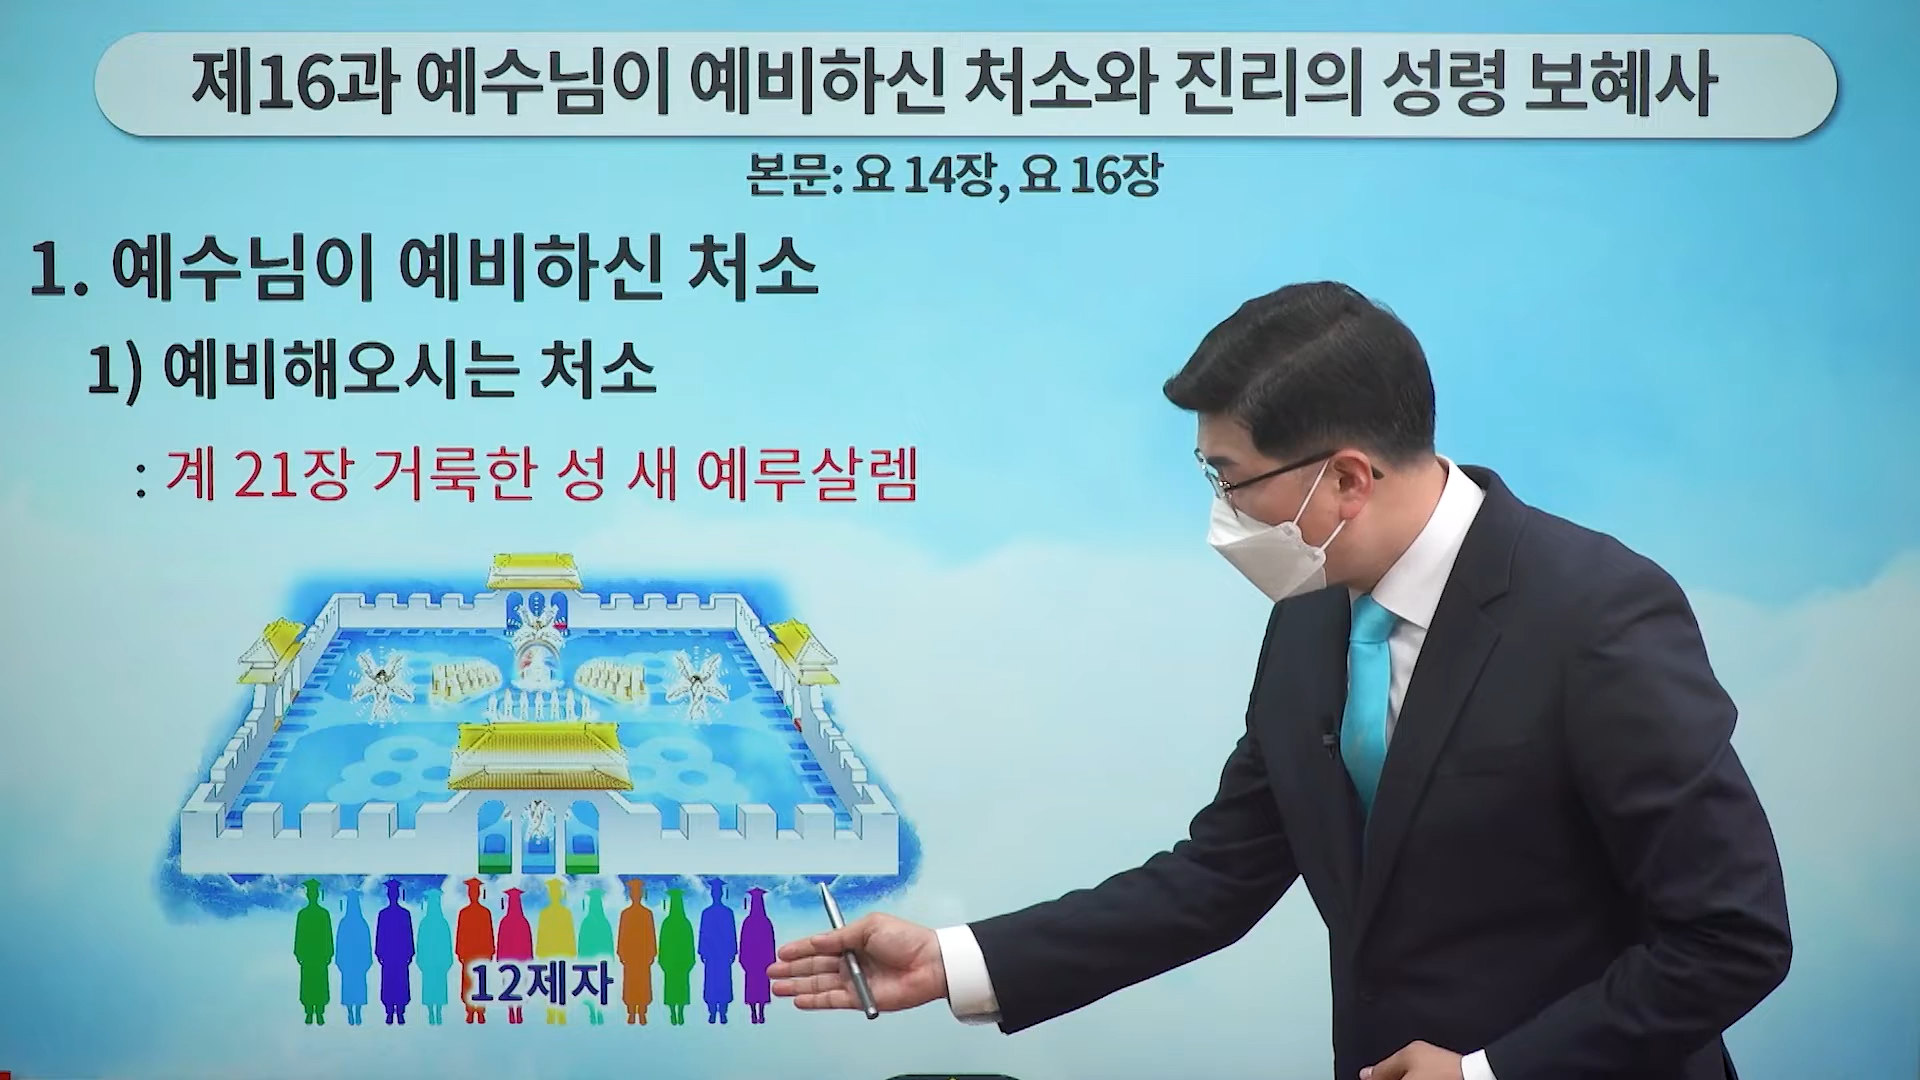 제16과 예수님이 예비하신 처소와 진리의 성령 보혜사
본문: 요 14장, 요 16장
1. 예수님이 예비하신 처소
1) 예비해오시는 처소
: 계 21장 거룩한 성 새 예루살렘
12제자